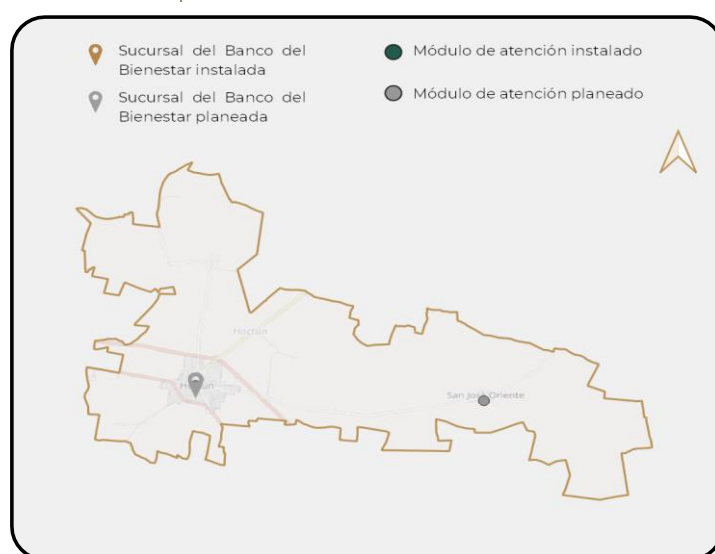 Sucursal del Banco del
Bienestar instalada
Sucursal del Banco del
Bienestar planeada
Módulo de atención instalado
Módulo de atención planeado
Hoctún
San José Oriente